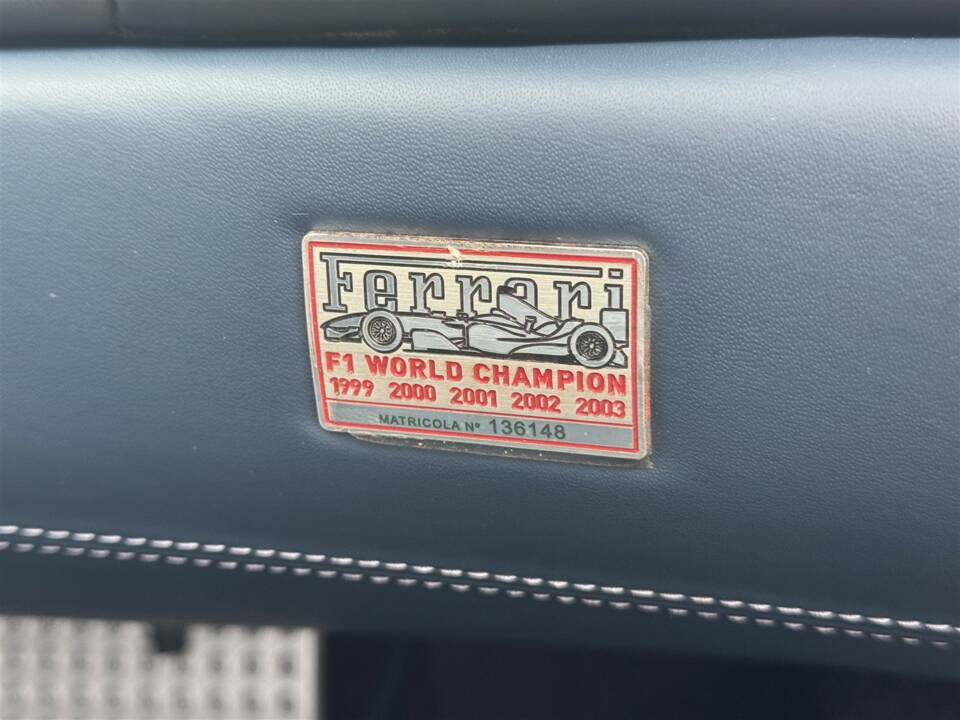 Ferrari
F1 WORLD CHAMPION
1999 2000 2001 2002 2003
MATRICOLA Nº 136148